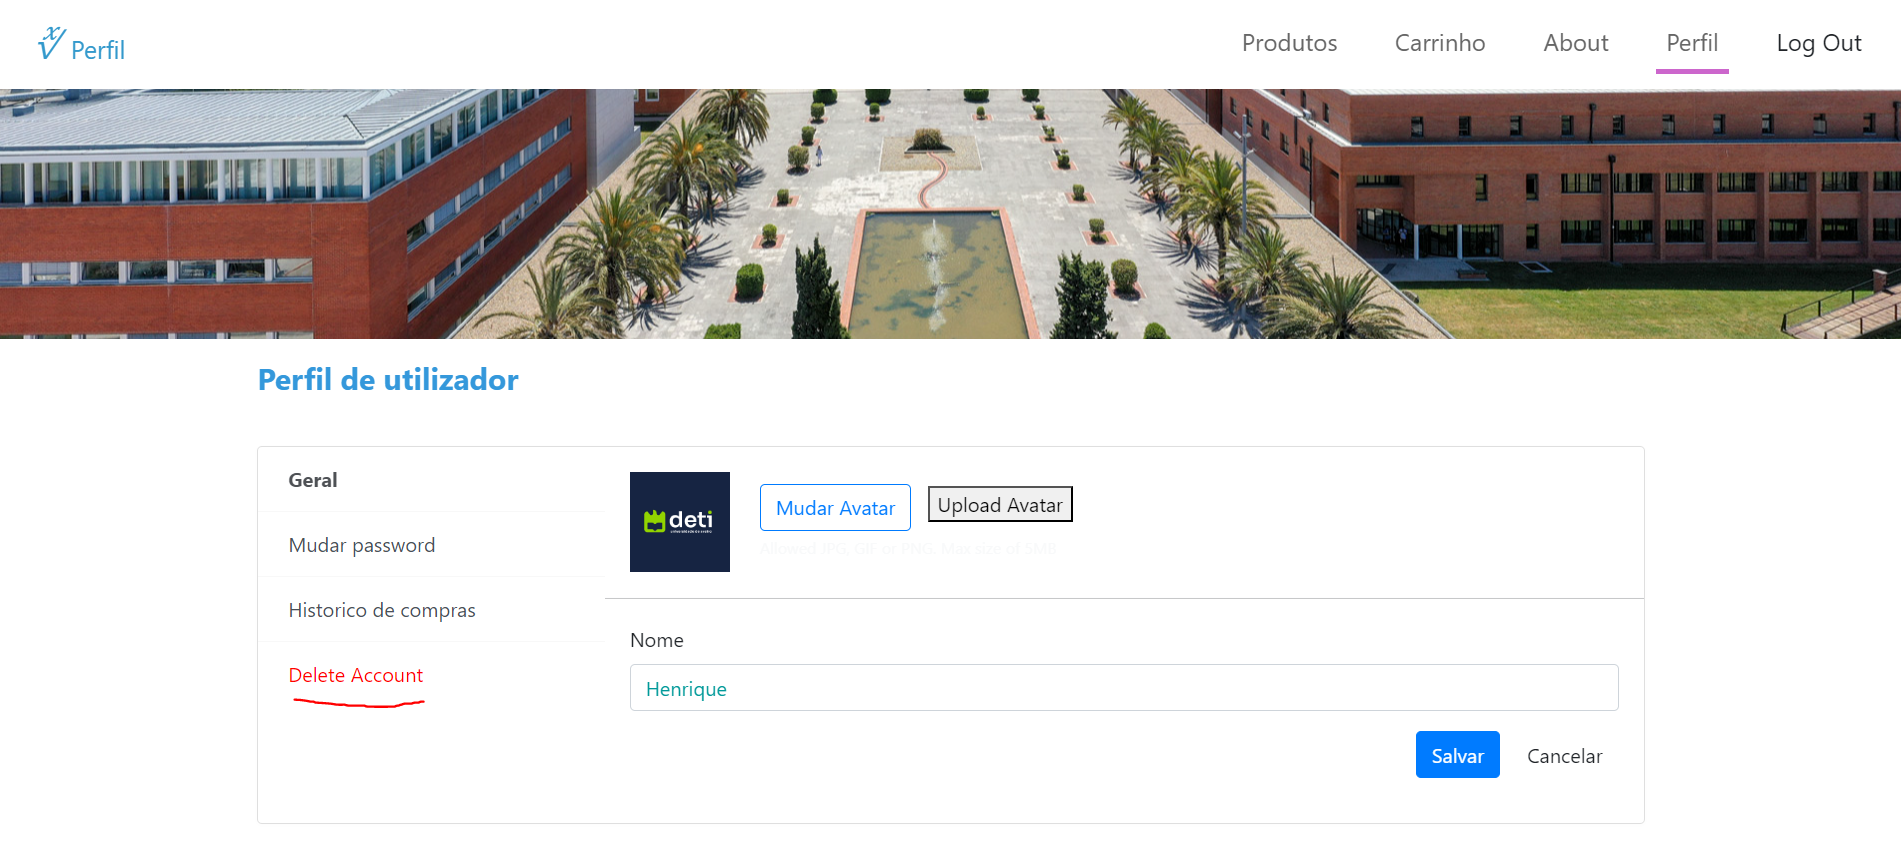 Perfil
Produtos Carrinho About Perfil Log Out
Perfil de utilizador
Geral
Mudar password
Historico de compras
Delete Account
deti
Mudar Avatar Upload Avatar
Allowed JPG, GIF or PNG. Max size of 5MB
Nome
Henrique
Salvar Cancelar